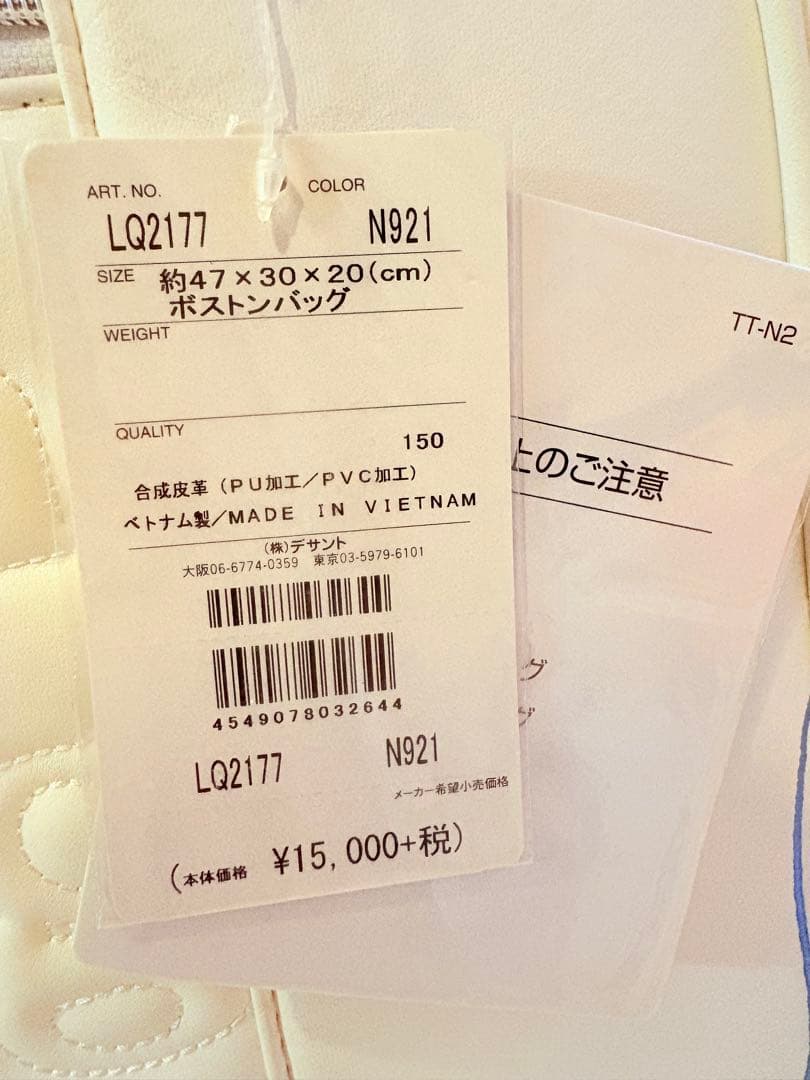 ART. NO. COLOR
LQ2177 N921
SIZE 約47×30×20(cm)
ボストンバッグ
WEIGHT
QUALITY
150
合成皮革（PU加工／PVC加工）
ベトナム製／MADE IN VIETNAM
(株)デサント
大阪06-6774-0359 東京03-5979-6101
4549078032644
LQ2177 N921
メーカー希望小売価格
(本体価格 ¥15,000+税)
TT-N2
上のご注意
グ
グ